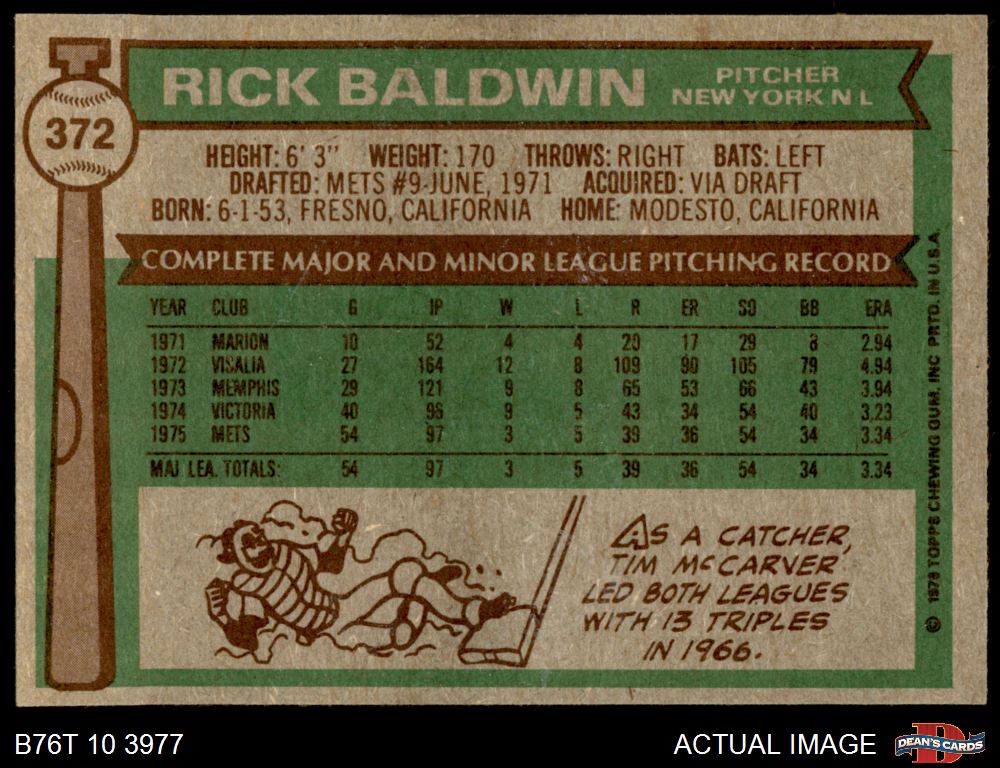 372
RICK BALDWIN
PITCHER
NEW YORK N L
HEIGHT: 6' 3" WEIGHT: 170 THROWS: RIGHT BATS: LEFT
DRAFTED: METS #9-JUNE, 1971 ACQUIRED: VIA DRAFT
BORN: 6-1-53, FRESNO, CALIFORNIA HOME: MODESTO, CALIFORNIA
COMPLETE MAJOR AND MINOR LEAGUE PITCHING RECORD
YEAR CLUB G IP W L R ER SO BB ERA
1971 MARION 10 52 4 4 20 17 29 8 2.94
1972 VISALIA 27 164 12 8 109 90 105 79 4.94
1973 MEMPHIS 29 121 9 8 65 53 66 43 3.94
1974 VICTORIA 40 96 9 5 43 34 54 40 3.23
1975 METS 54 97 3 5 39 36 54 34 3.34
MAJ. LEA. TOTALS: 54 97 3 5 39 36 54 34 3.34
AS A CATCHER,
TIM McCARVER
LED BOTH LEAGUES
WITH 13 TRIPLES
IN 1966.
© 1976 TOPPS CHEWING GUM, INC PRTD. IN U.S.A.
B76T 10 3977
ACTUAL IMAGE
D
DEAN'S CARDS